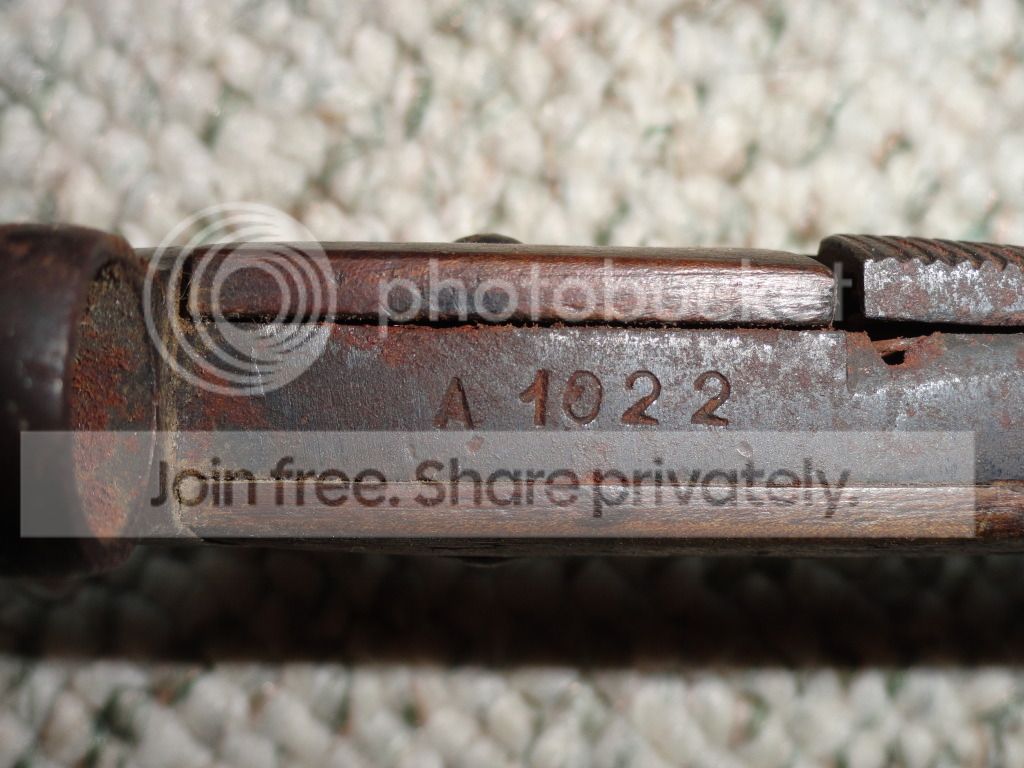 photobucket
A 1022
Join free. Share privately.